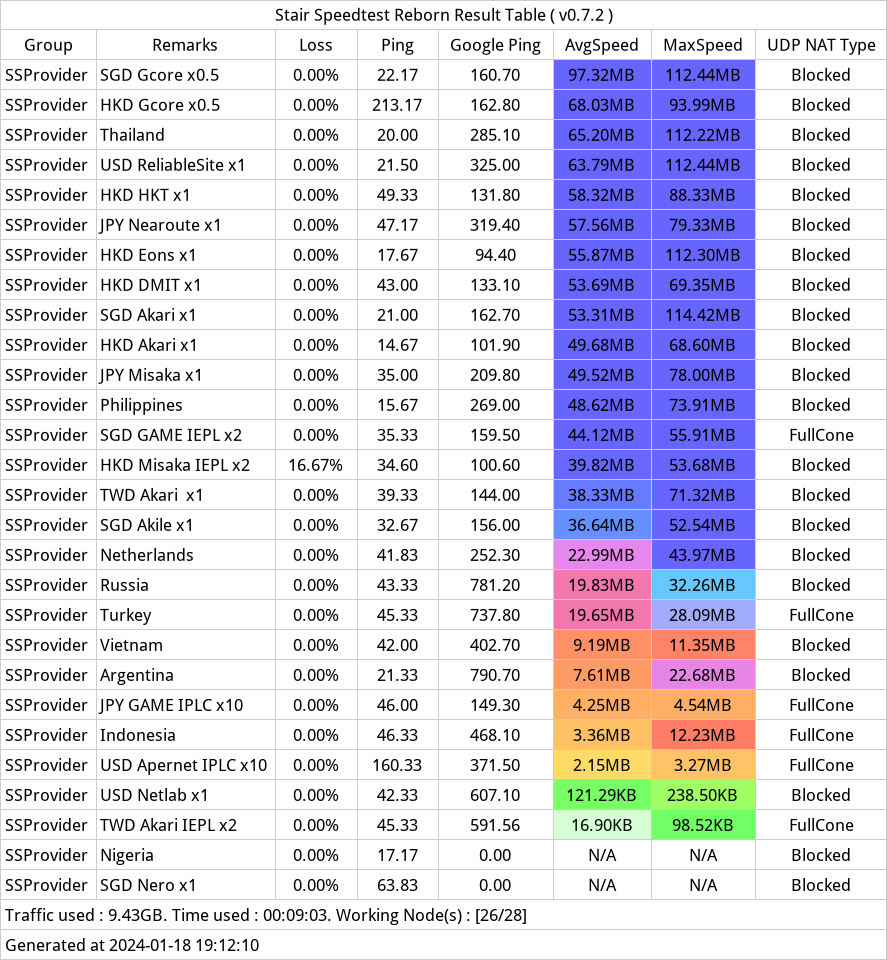 Stair Speedtest Reborn Result Table ( v0.7.2 )
Group Remarks Loss Ping Google Ping AvgSpeed MaxSpeed UDP NAT Type
SSProvider SGD Gcore x0.5 0.00% 22.17 160.70 97.32MB 112.44MB Blocked
SSProvider HKD Gcore x0.5 0.00% 213.17 162.80 68.03MB 93.99MB Blocked
SSProvider Thailand 0.00% 20.00 285.10 65.20MB 112.22MB Blocked
SSProvider USD ReliableSite x1 0.00% 21.50 325.00 63.79MB 112.44MB Blocked
SSProvider HKD HKT x1 0.00% 49.33 131.80 58.32MB 88.33MB Blocked
SSProvider JPY Nearoute x1 0.00% 47.17 319.40 57.56MB 79.33MB Blocked
SSProvider HKD Eons x1 0.00% 17.67 94.40 55.87MB 112.30MB Blocked
SSProvider HKD DMIT x1 0.00% 43.00 133.10 53.69MB 69.35MB Blocked
SSProvider SGD Akari x1 0.00% 21.00 162.70 53.31MB 114.42MB Blocked
SSProvider HKD Akari x1 0.00% 14.67 101.90 49.68MB 68.60MB Blocked
SSProvider JPY Misaka x1 0.00% 35.00 209.80 49.52MB 78.00MB Blocked
SSProvider Philippines 0.00% 15.67 269.00 48.62MB 73.91MB Blocked
SSProvider SGD GAME IEPL x2 0.00% 35.33 159.50 44.12MB 55.91MB FullCone
SSProvider HKD Misaka IEPL x2 16.67% 34.60 100.60 39.82MB 53.68MB Blocked
SSProvider TWD Akari  x1 0.00% 39.33 144.00 38.33MB 71.32MB Blocked
SSProvider SGD Akile x1 0.00% 32.67 156.00 36.64MB 52.54MB Blocked
SSProvider Netherlands 0.00% 41.83 252.30 22.99MB 43.97MB Blocked
SSProvider Russia 0.00% 43.33 781.20 19.83MB 32.26MB Blocked
SSProvider Turkey 0.00% 45.33 737.80 19.65MB 28.09MB FullCone
SSProvider Vietnam 0.00% 42.00 402.70 9.19MB 11.35MB Blocked
SSProvider Argentina 0.00% 21.33 790.70 7.61MB 22.68MB Blocked
SSProvider JPY GAME IPLC x10 0.00% 46.00 149.30 4.25MB 4.54MB FullCone
SSProvider Indonesia 0.00% 46.33 468.10 3.36MB 12.23MB FullCone
SSProvider USD Apernet IPLC x10 0.00% 160.33 371.50 2.15MB 3.27MB FullCone
SSProvider USD Netlab x1 0.00% 42.33 607.10 121.29KB 238.50KB Blocked
SSProvider TWD Akari IEPL x2 0.00% 45.33 591.56 16.90KB 98.52KB FullCone
SSProvider Nigeria 0.00% 17.17 0.00 N/A N/A Blocked
SSProvider SGD Nero x1 0.00% 63.83 0.00 N/A N/A Blocked
Traffic used : 9.43GB. Time used : 00:09:03. Working Node(s) : [26/28]
Generated at 2024-01-18 19:12:10